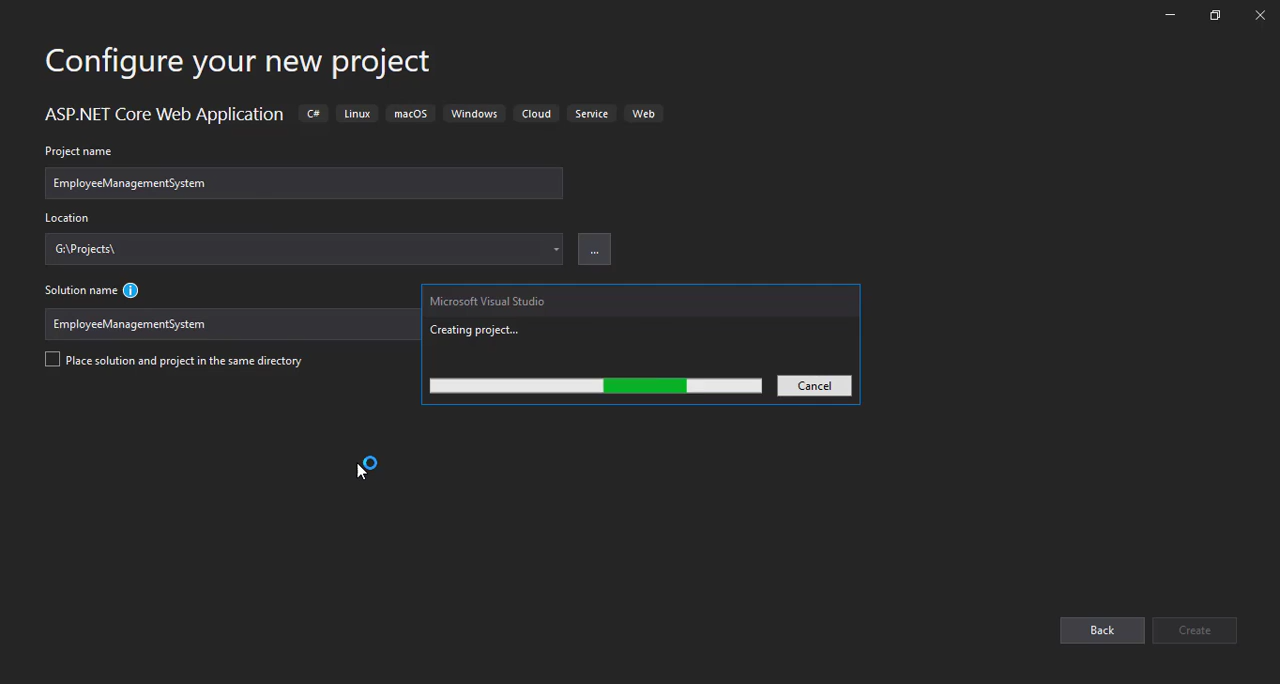 Configure your new project
ASP.NET Core Web Application C# Linux macOS Windows Cloud Service Web
Project name
EmployeeManagementSystem
Location
G:\Projects\
...
Solution name
EmployeeManagementSystem
Place solution and project in the same directory
Microsoft Visual Studio
Creating project...
Cancel
Back Create